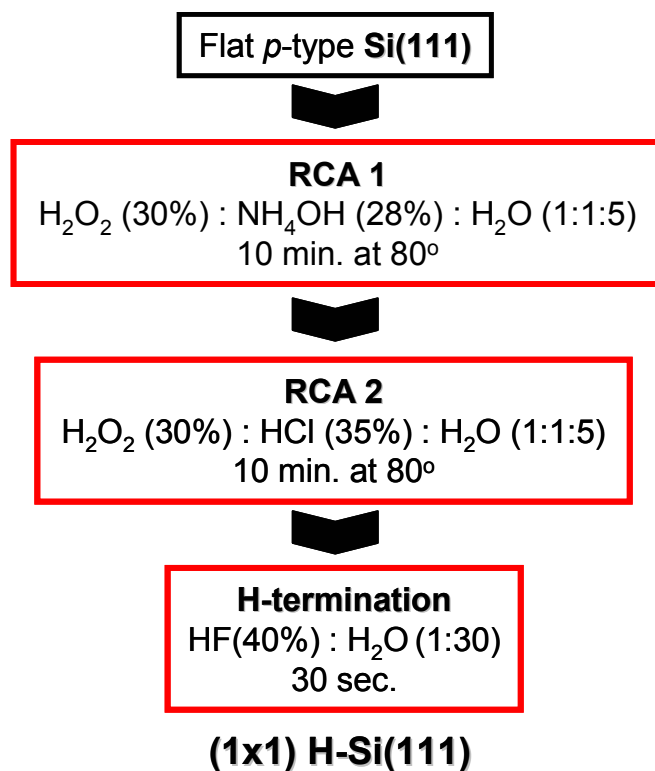 Flat p-type Si(111)
RCA 1
H₂O₂ (30%) : NH₄OH (28%) : H₂O (1:1:5)
10 min. at 80º
RCA 2
H₂O₂ (30%) : HCl (35%) : H₂O (1:1:5)
10 min. at 80º
H-termination
HF(40%) : H₂O (1:30)
30 sec.
(1x1) H-Si(111)